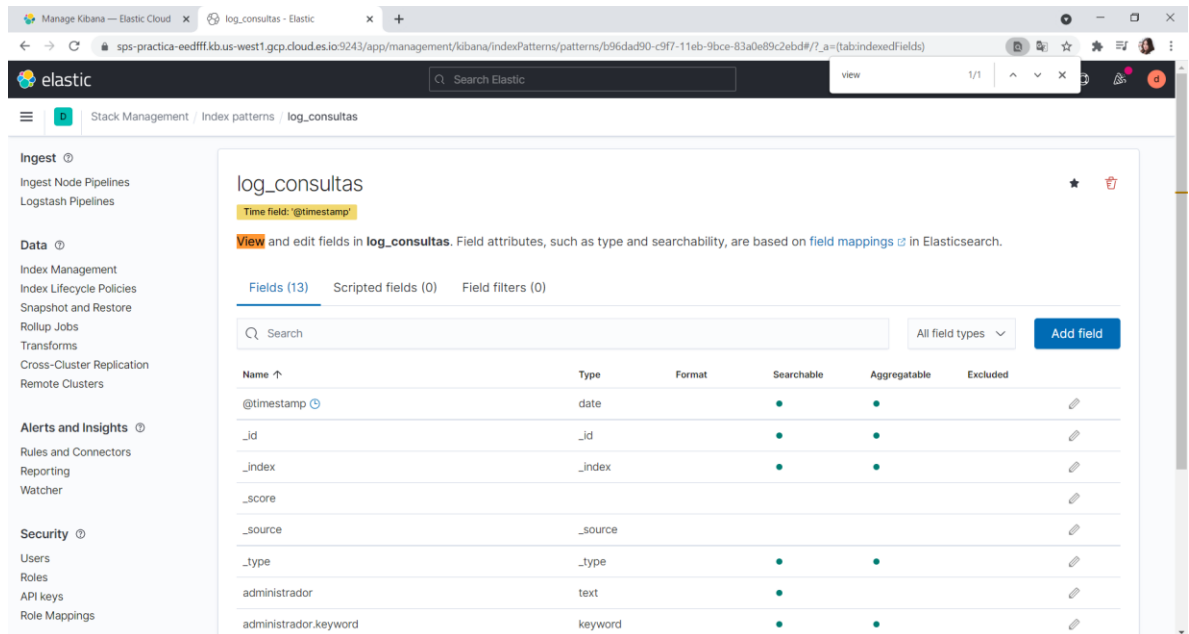 Manage Kibana — Elastic Cloud
log_consultas - Elastic
sps-practica-eedfff.kb.us-west1.gcp.cloud.es.io:9243/app/management/kibana/indexPatterns/patterns/b96dad90-c9f7-11eb-9bce-83a0e89c2ebd#/?_a=(tab:indexedFields)
elastic
Search Elastic
view
1/1
d
D
Stack Management / Index patterns / log_consultas
Ingest
Ingest Node Pipelines
Logstash Pipelines
Data
Index Management
Index Lifecycle Policies
Snapshot and Restore
Rollup Jobs
Transforms
Cross-Cluster Replication
Remote Clusters
Alerts and Insights
Rules and Connectors
Reporting
Watcher
Security
Users
Roles
API keys
Role Mappings
log_consultas
Time field: '@timestamp'
View and edit fields in log_consultas. Field attributes, such as type and searchability, are based on field mappings in Elasticsearch.
Fields (13) Scripted fields (0) Field filters (0)
Search
All field types
Add field
Name Type Format Searchable Aggregatable Excluded
@timestamp date
_id _id
_index _index
_score
_source _source
_type _type
administrador text
administrador.keyword keyword